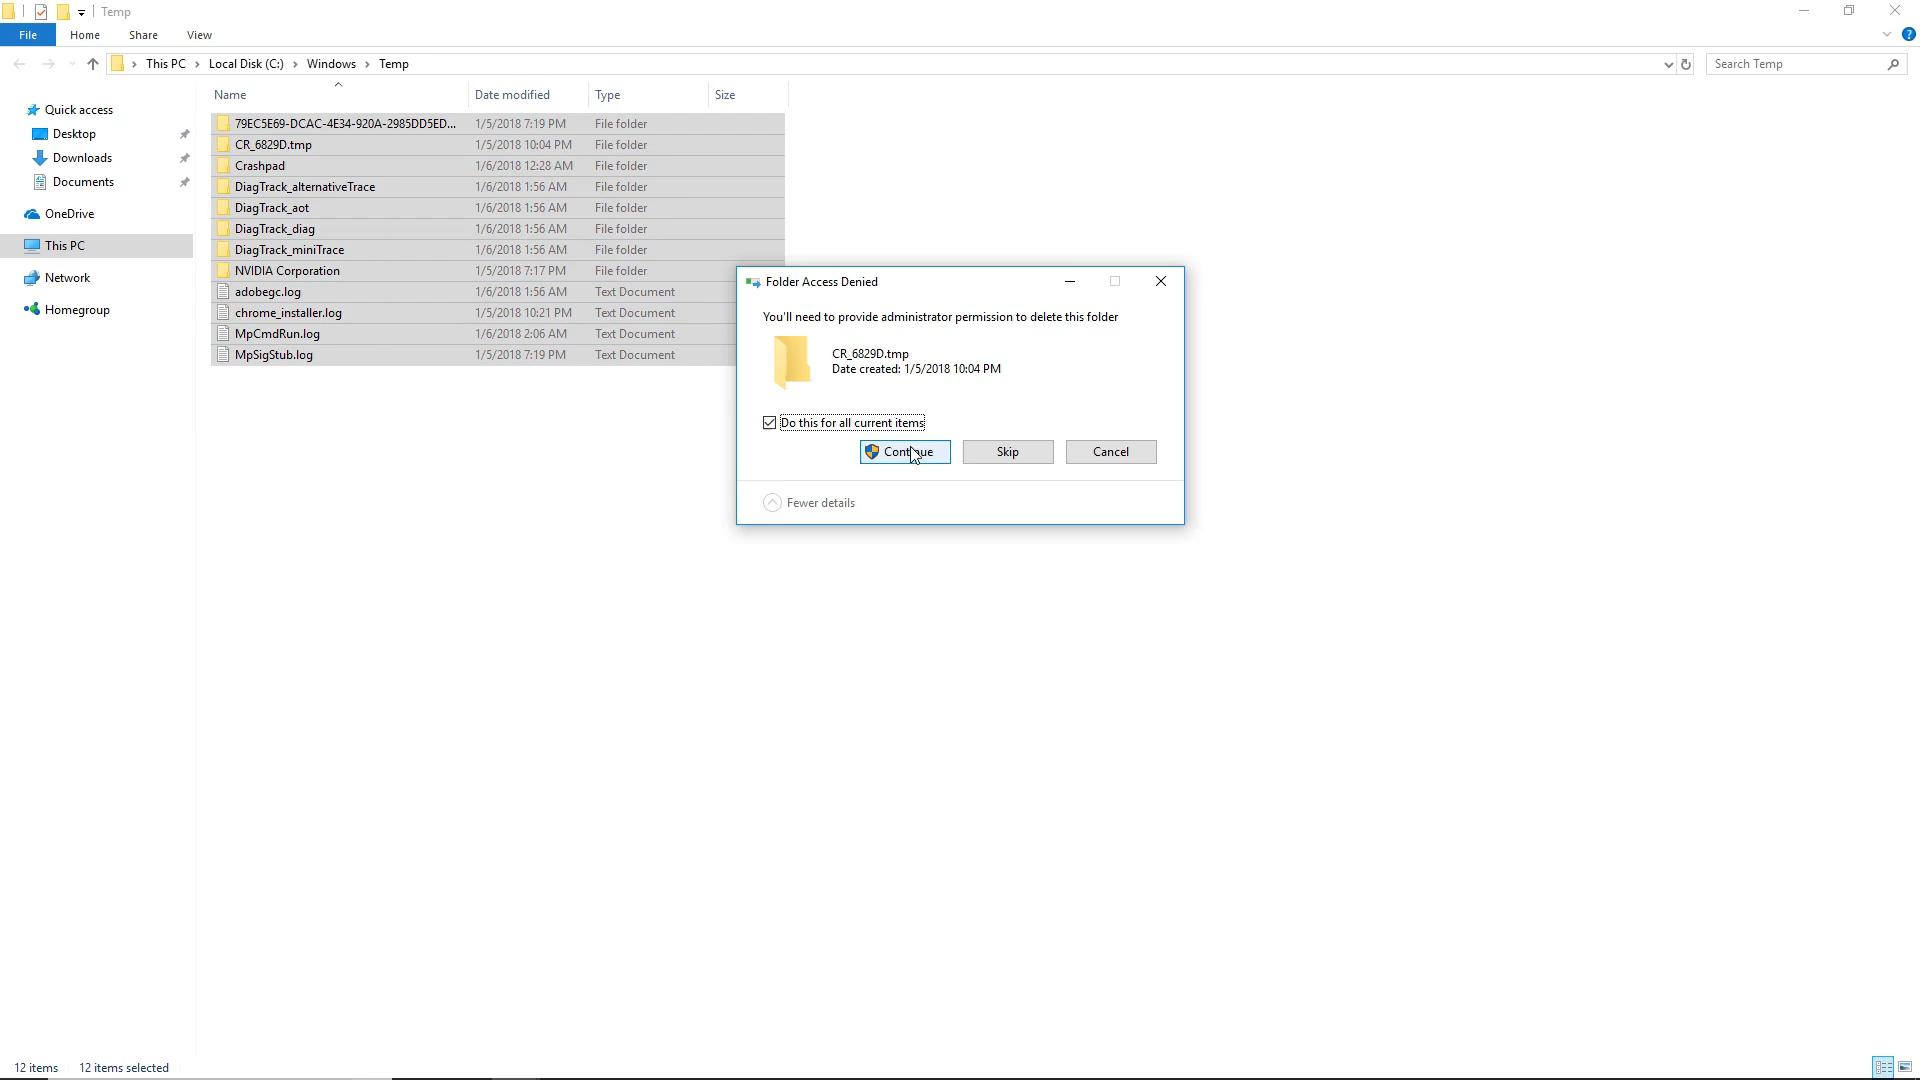 Temp
File Home Share View
This PC Local Disk (C:) Windows Temp
Search Temp
Name Date modified Type Size
Quick access
Desktop
Downloads
Documents
OneDrive
This PC
Network
Homegroup
79EC5E69-DCAC-4E34-920A-2985DD5ED... 1/5/2018 7:19 PM File folder
CR_6829D.tmp 1/5/2018 10:04 PM File folder
Crashpad 1/6/2018 12:28 AM File folder
DiagTrack_alternativeTrace 1/6/2018 1:56 AM File folder
DiagTrack_aot 1/6/2018 1:56 AM File folder
DiagTrack_diag 1/6/2018 1:56 AM File folder
DiagTrack_miniTrace 1/6/2018 1:56 AM File folder
NVIDIA Corporation 1/5/2018 7:17 PM File folder
adobegc.log 1/6/2018 1:56 AM Text Document
chrome_installer.log 1/5/2018 10:21 PM Text Document
MpCmdRun.log 1/6/2018 2:06 AM Text Document
MpSigStub.log 1/5/2018 7:19 PM Text Document
Folder Access Denied
You'll need to provide administrator permission to delete this folder
CR_6829D.tmp
Date created: 1/5/2018 10:04 PM
Do this for all current items
Continue Skip Cancel
Fewer details
12 items 12 items selected